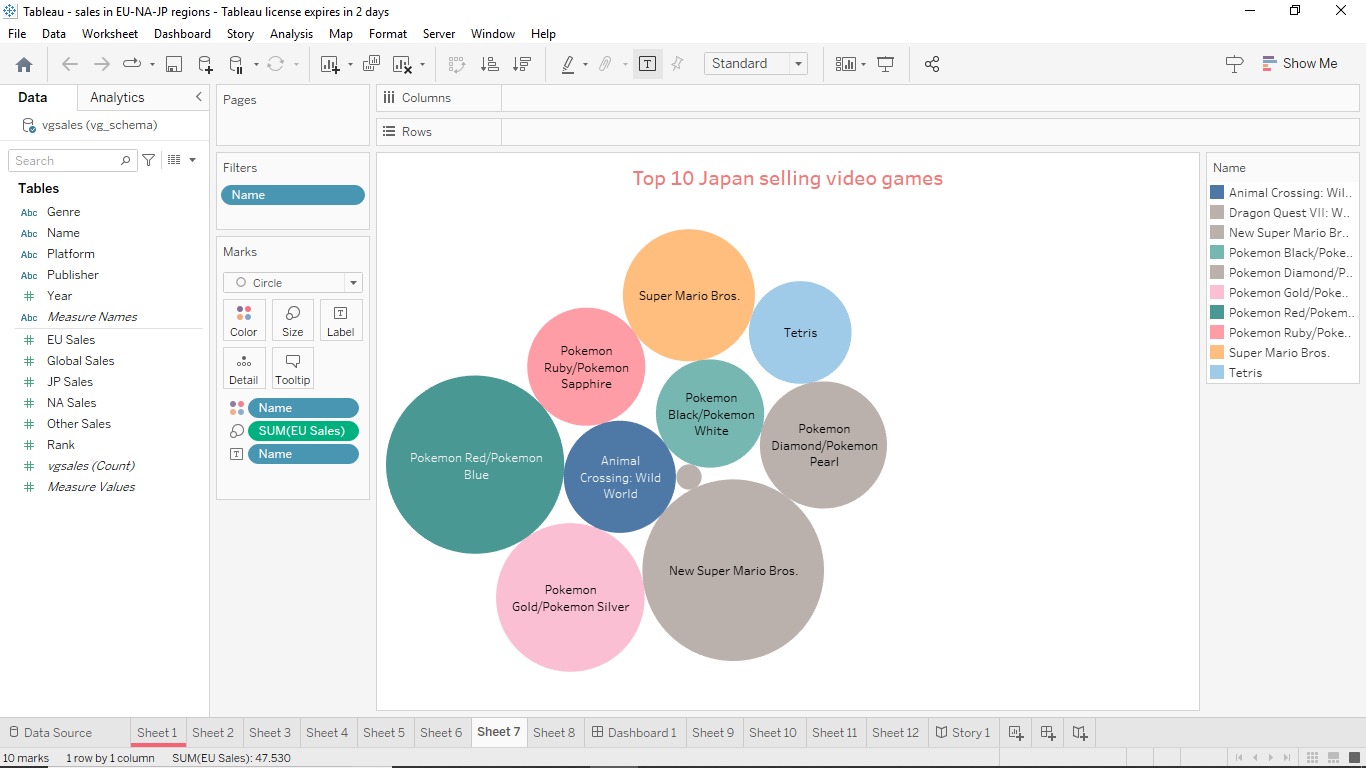 Tableau - sales in EU-NA-JP regions - Tableau license expires in 2 days
File Data Worksheet Dashboard Story Analysis Map Format Server Window Help
Standard
Show Me
Data Analytics
vgsales (vg_schema)
Search
Tables
Abc Genre
Abc Name
Abc Platform
Abc Publisher
# Year
Abc Measure Names
# EU Sales
# Global Sales
# JP Sales
# NA Sales
# Other Sales
# Rank
# vgsales (Count)
# Measure Values
Pages
Filters
Name
Marks
Circle
Color Size Label
Detail Tooltip
Name
SUM(EU Sales)
Name
Columns
Rows
Top 10 Japan selling video games
Super Mario Bros.
Tetris
Pokemon
Ruby/Pokemon
Sapphire
Pokemon
Black/Pokemon
White
Pokemon
Diamond/Pokemon
Pearl
Pokemon Red/Pokemon
Blue
Animal
Crossing: Wild
World
New Super Mario Bros.
Pokemon
Gold/Pokemon Silver
Name
Animal Crossing: Wil..
Dragon Quest VII: W..
New Super Mario Br..
Pokemon Black/Poke..
Pokemon Diamond/P..
Pokemon Gold/Poke..
Pokemon Red/Pokem..
Pokemon Ruby/Poke..
Super Mario Bros.
Tetris
Data Source Sheet 1 Sheet 2 Sheet 3 Sheet 4 Sheet 5 Sheet 6 Sheet 7 Sheet 8 Dashboard 1 Sheet 9 Sheet 10 Sheet 11 Sheet 12 Story 1
10 marks 1 row by 1 column SUM(EU Sales): 47.530